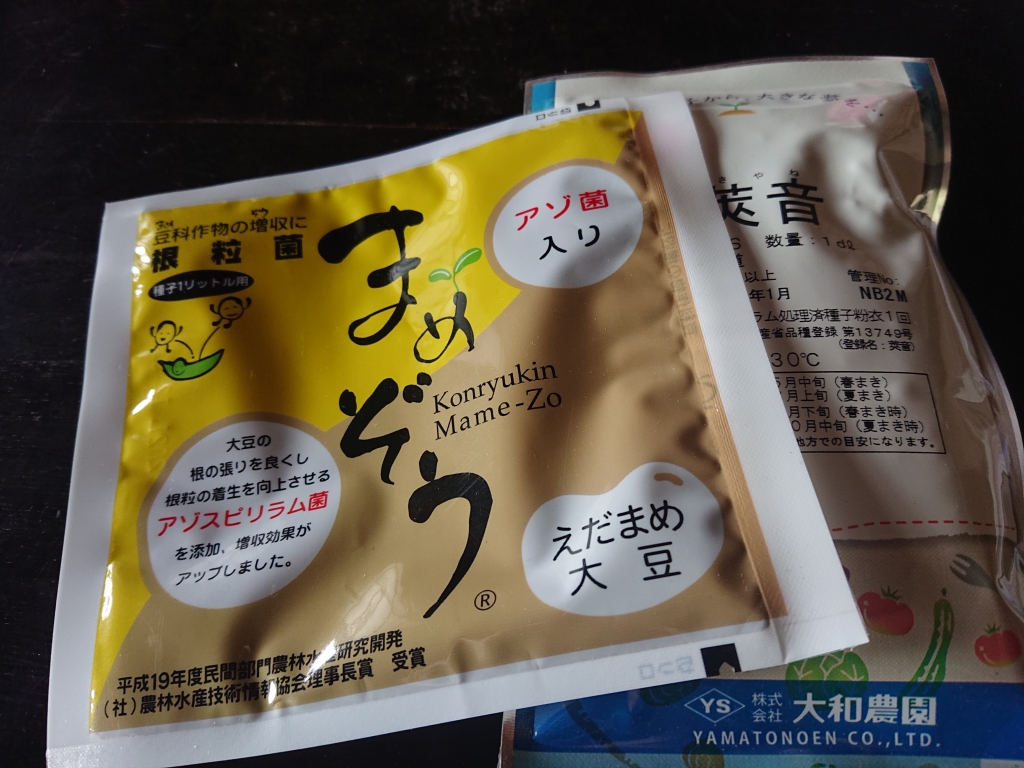 豆科作物の増収に
根粒菌
種子1リットル用
まめぞう
Konryukin
Mame-Zo
®
アゾ菌
入り
大豆の
根の張りを良くし
根粒の着生を向上させる
アゾスピリラム菌
を添加、増収効果が
アップしました。
えだまめ
大豆
平成19年度民間部門農林水産研究開発
(社)農林水産技術情報協会理事長賞 受賞
から、大きな夢を…
さやね
莢音
S 数量:1dℓ
以上 管理No:
年1月 NB2M
ラム処理済種子粉衣1回
産省品種登録 第13749号
(登録名:莢音)
30℃
月中旬(春まき)
月上旬(夏まき)
月下旬(春まき時)
0月中旬(夏まき時)
地方での目安になります。
YS 株式会社 大和農園
YAMATONOEN CO.,LTD.